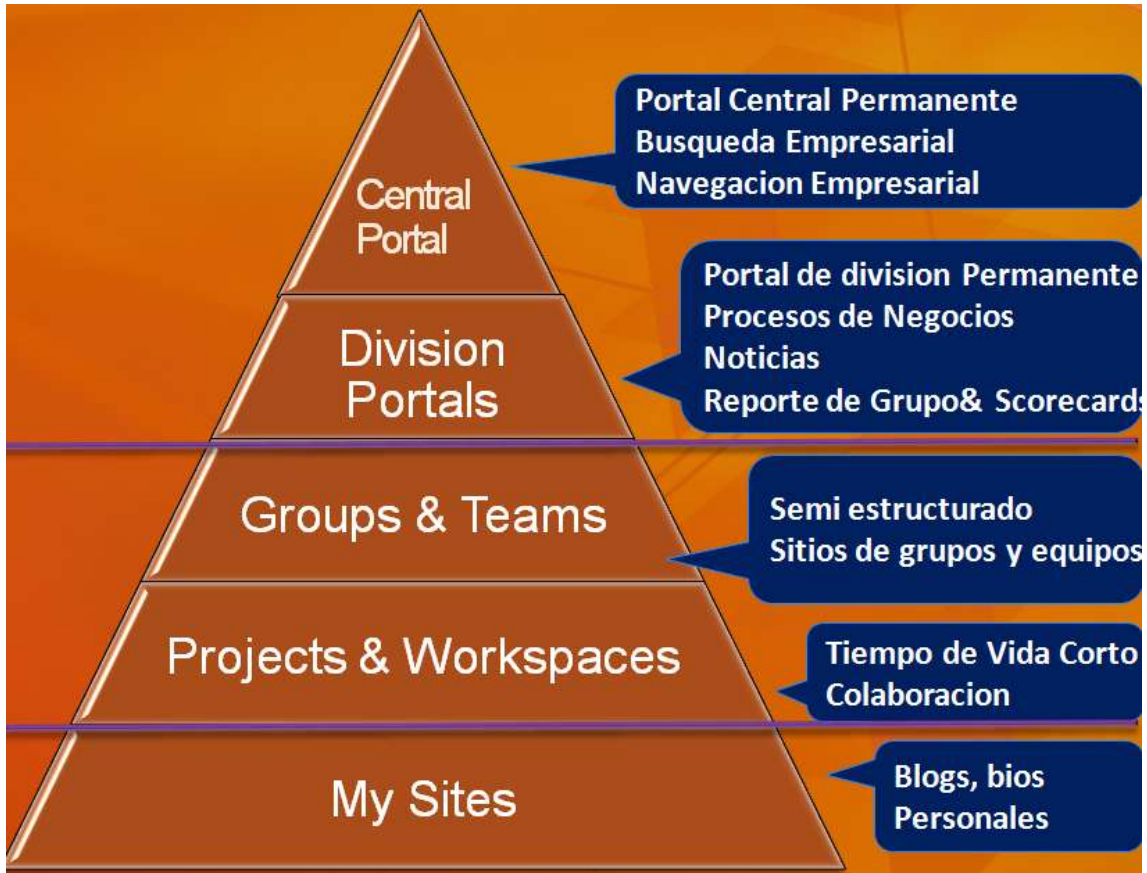 Central
Portal
Portal Central Permanente
Busqueda Empresarial
Navegacion Empresarial
Division
Portals
Portal de division Permanente
Procesos de Negocios
Noticias
Reporte de Grupo& Scorecards
Groups & Teams
Semi estructurado
Sitios de grupos y equipos
Projects & Workspaces
Tiempo de Vida Corto
Colaboracion
My Sites
Blogs, bios
Personales